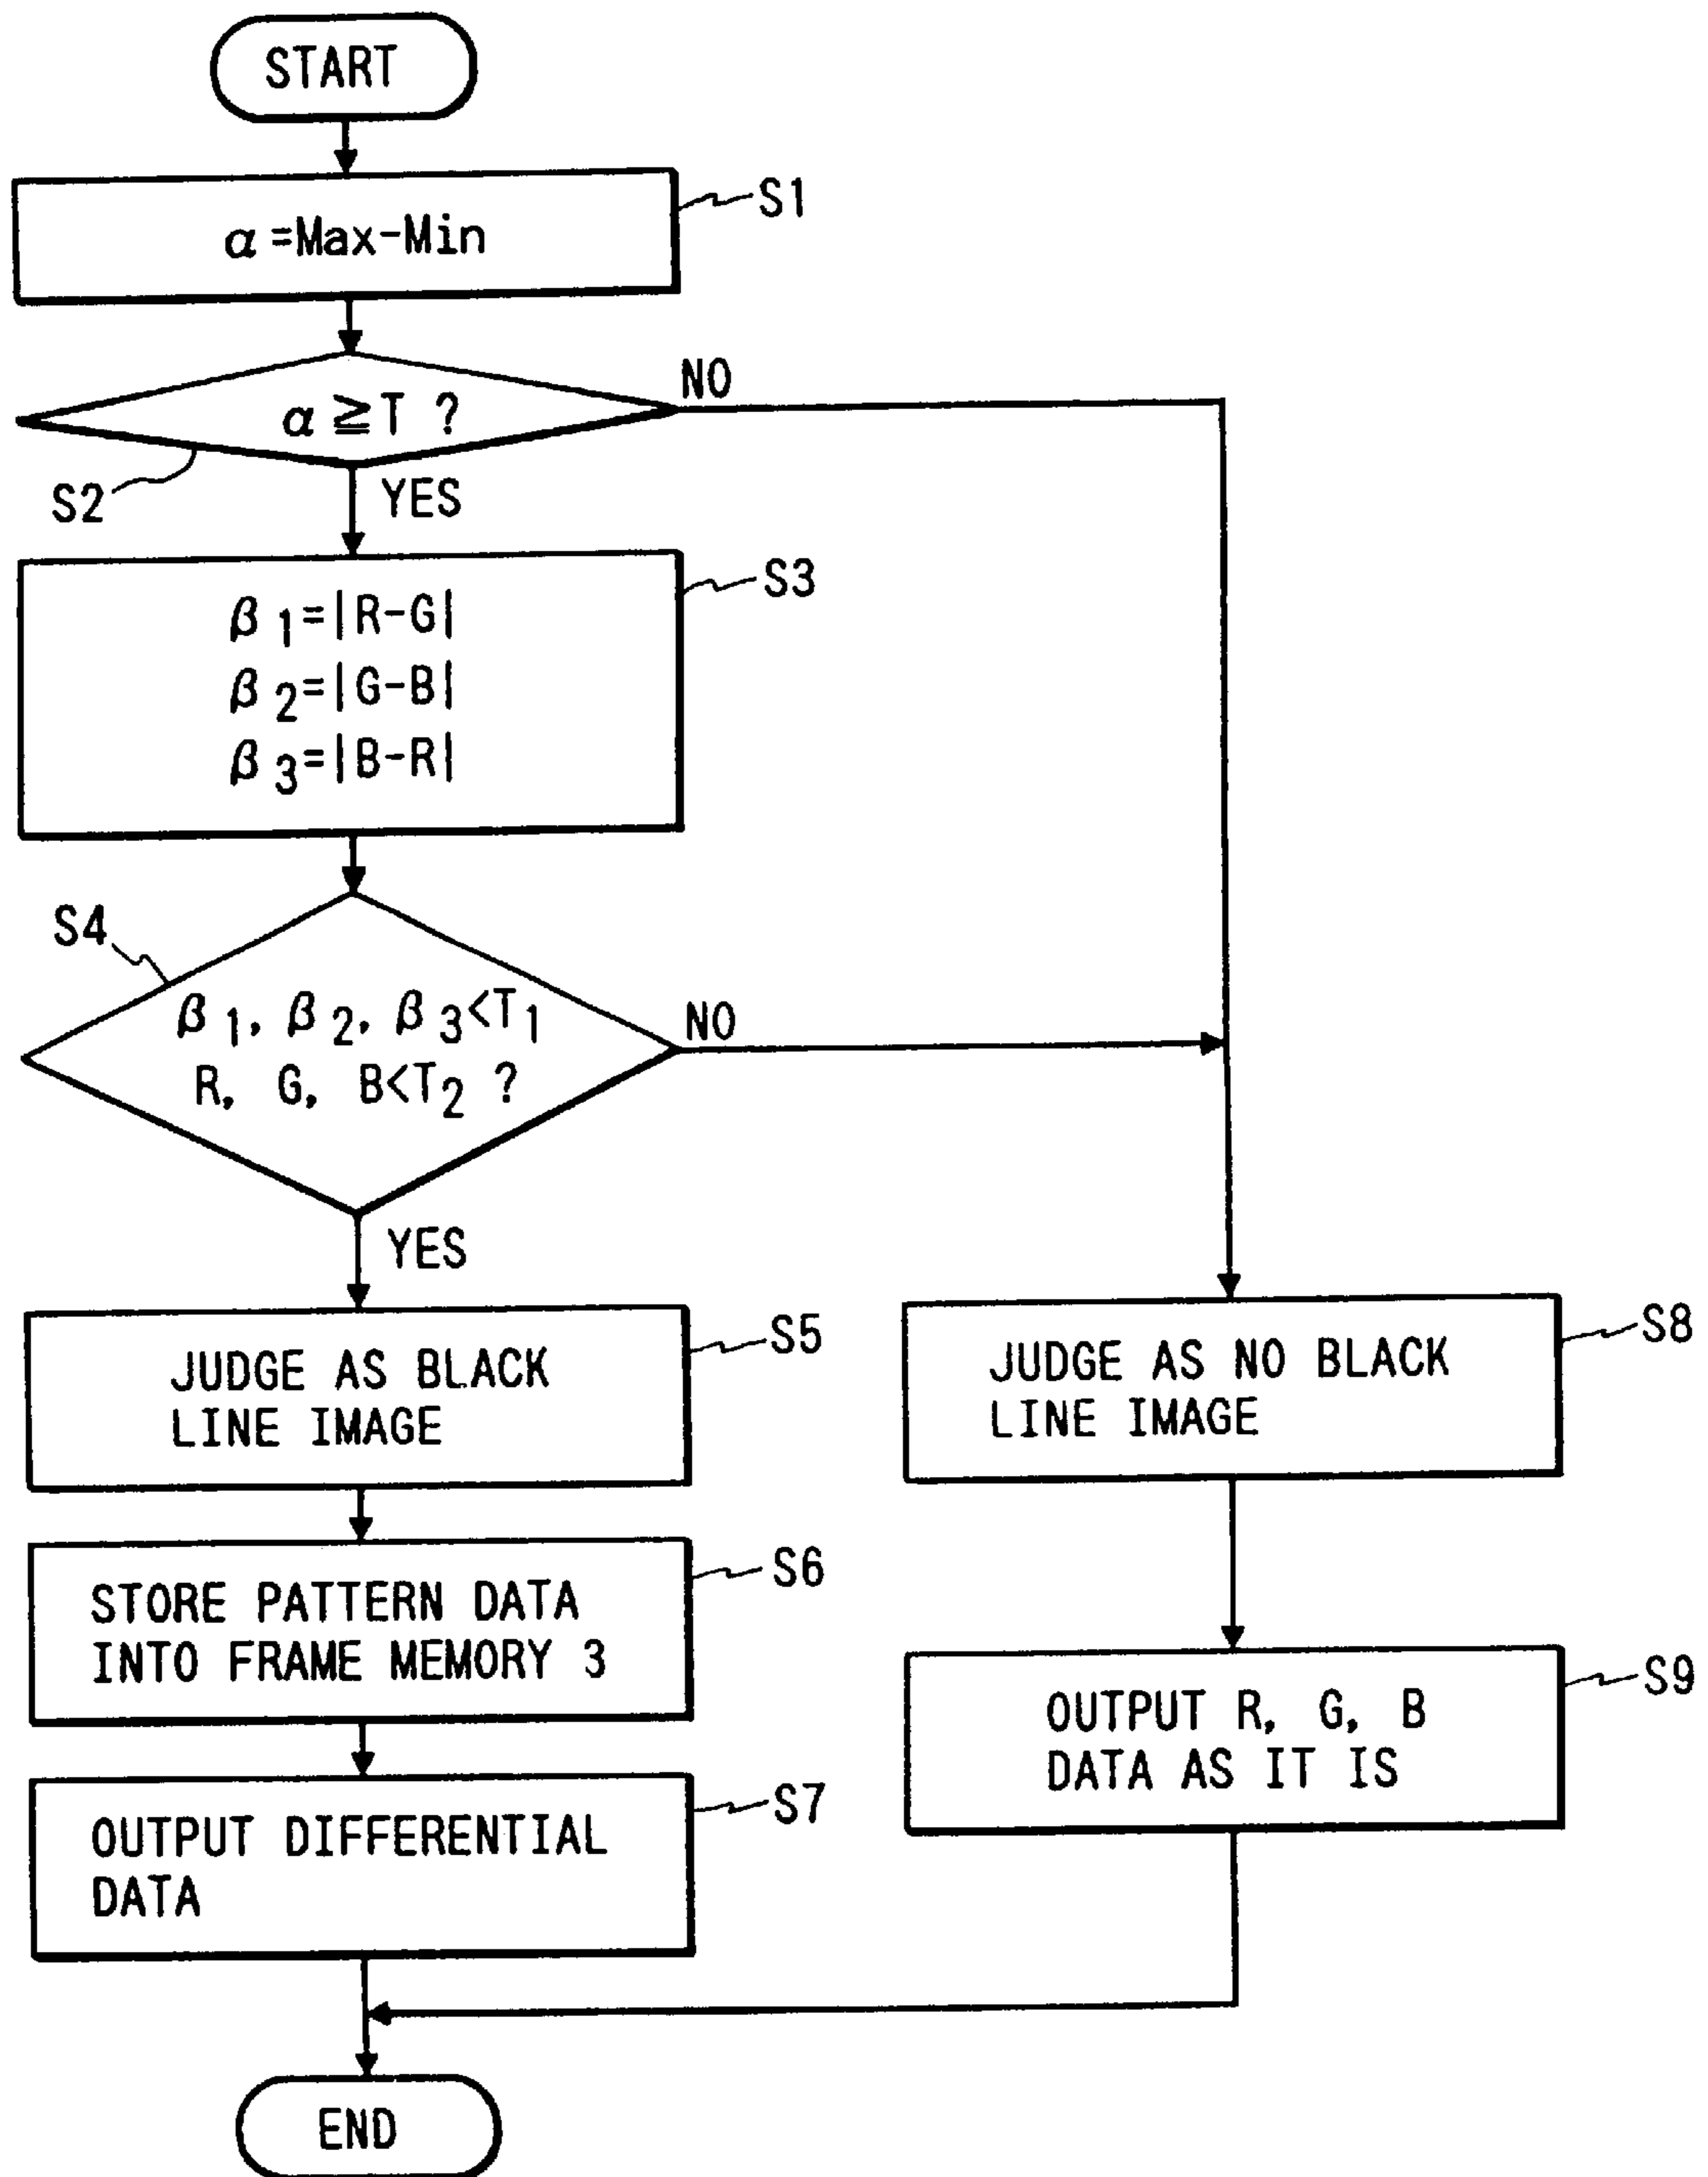 START
S1
α=Max-Min
NO
α≧T ?
S2
YES
S3
β1=|R-G|
β2=|G-B|
β3=|B-R|
S4
β1, β2, β3<T1
NO
R, G, B<T2 ?
YES
S5
JUDGE AS BLACK
LINE IMAGE
S8
JUDGE AS NO BLACK
LINE IMAGE
S6
STORE PATTERN DATA
INTO FRAME MEMORY 3
S9
OUTPUT R, G, B
DATA AS IT IS
S7
OUTPUT DIFFERENTIAL
DATA
END